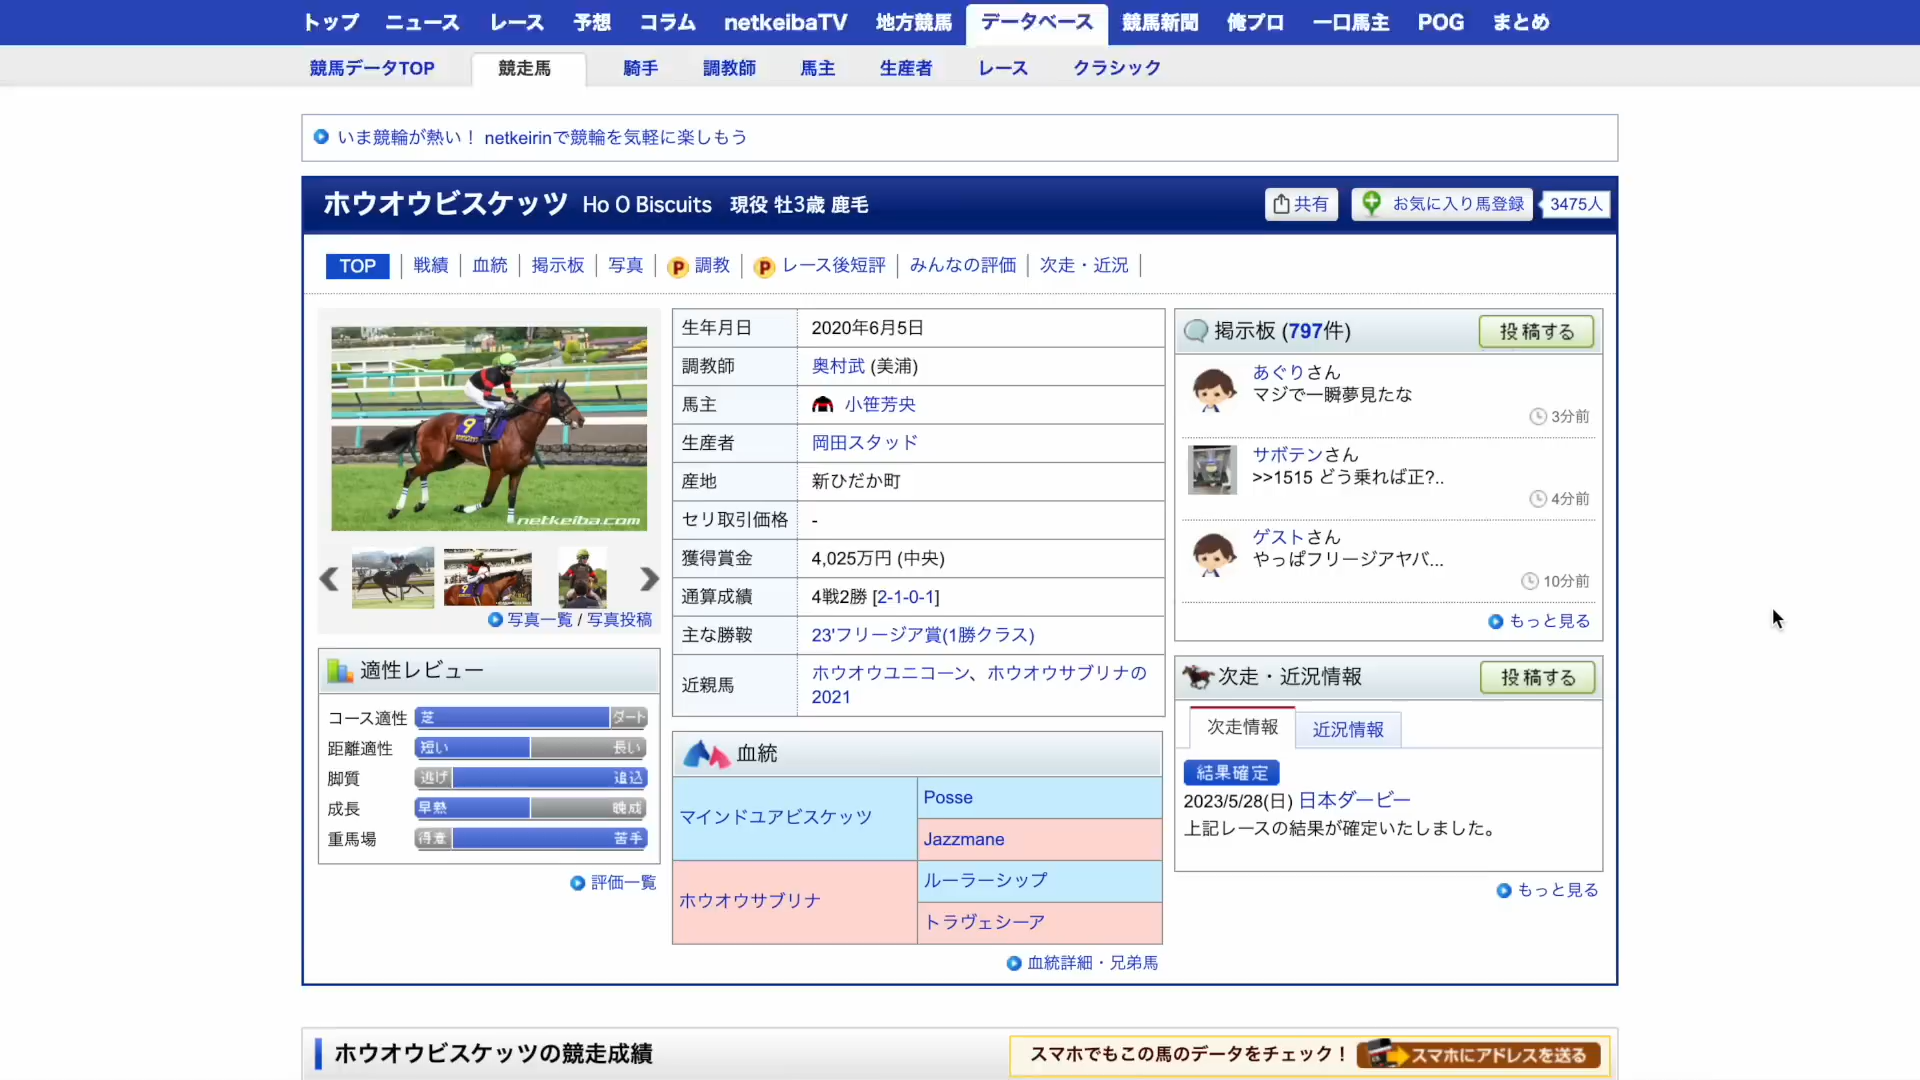 トップ ニュース レース 予想 コラム netkeibaTV 地方競馬 データベース 競馬新聞 俺プロ 一口馬主 POG まとめ
競馬データTOP 競走馬 騎手 調教師 馬主 生産者 レース クラシック
いま競輪が熱い！ netkeirinで競輪を気軽に楽しもう
ホウオウビスケッツ Ho O Biscuits 現役 牡3歳 鹿毛 共有 お気に入り馬登録 3475人
TOP 戦績 血統 掲示板 写真 P 調教 P レース後短評 みんなの評価 次走・近況
9
netkeiba.com
写真一覧 / 写真投稿
適性レビュー
コース適性 芝 ダート
距離適性 短い 長い
脚質 逃げ 追込
成長 早熟 晩成
重馬場 得意 苦手
評価一覧
生年月日 2020年6月5日
調教師 奥村武 (美浦)
馬主 小笹芳央
生産者 岡田スタッド
産地 新ひだか町
セリ取引価格 -
獲得賞金 4,025万円 (中央)
通算成績 4戦2勝 [2-1-0-1]
主な勝鞍 23'フリージア賞(1勝クラス)
近親馬 ホウオウユニコーン、ホウオウサブリナの
2021
血統
マインドユアビスケッツ
Posse
Jazzmane
ホウオウサブリナ
ルーラーシップ
トラヴェシーア
血統詳細・兄弟馬
掲示板 (797件) 投稿する
あぐりさん
マジで一瞬夢見たな
3分前
サボテンさん
>>1515 どう乗れば正?..
4分前
ゲストさん
やっぱフリージアヤバ...
10分前
もっと見る
次走・近況情報 投稿する
次走情報 近況情報
結果確定
2023/5/28(日) 日本ダービー
上記レースの結果が確定いたしました。
もっと見る
ホウオウビスケッツの競走成績
スマホでもこの馬のデータをチェック！ スマホにアドレスを送る